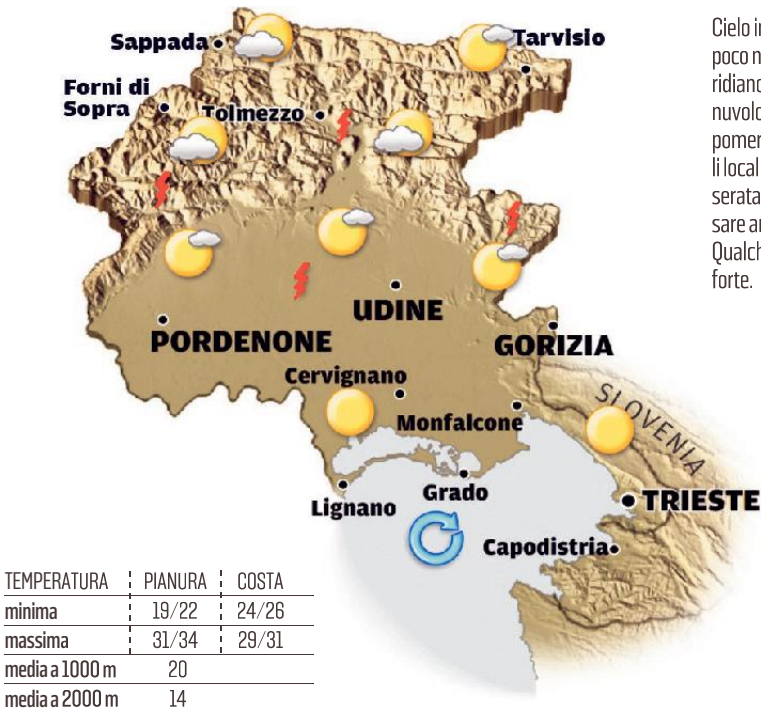 Sappada
Tarvisio
Forni di
Sopra
Tolmezzo
UDINE
PORDENONE
GORIZIA
Cervignano
Monfalcone
SLOVENIA
Lignano
Grado
TRIESTE
Capodistria
Cielo i
poco n
ridian
nuvol
pomer
li local
serata
sare a
Qualch
forte.
TEMPERATURA PIANURA COSTA
minima 19/22 24/26
massima 31/34 29/31
media a 1000 m 20
media a 2000 m 14